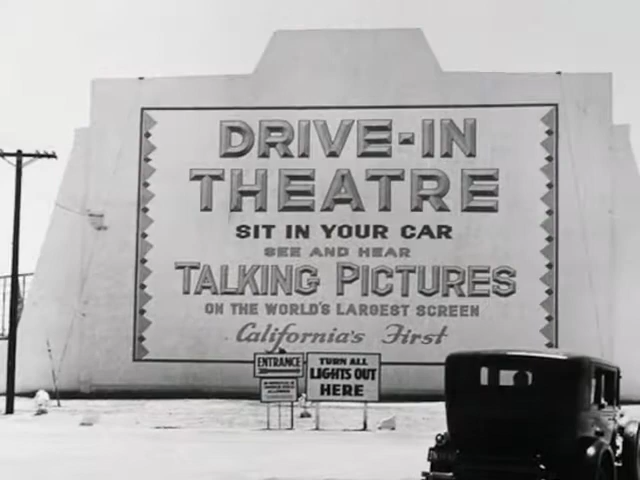 DRIVE-IN
THEATRE
SIT IN YOUR CAR
SEE AND HEAR
TALKING PICTURES
ON THE WORLD'S LARGEST SCREEN
California's First
ENTRANCE
TURN ALL
LIGHTS OUT
HERE